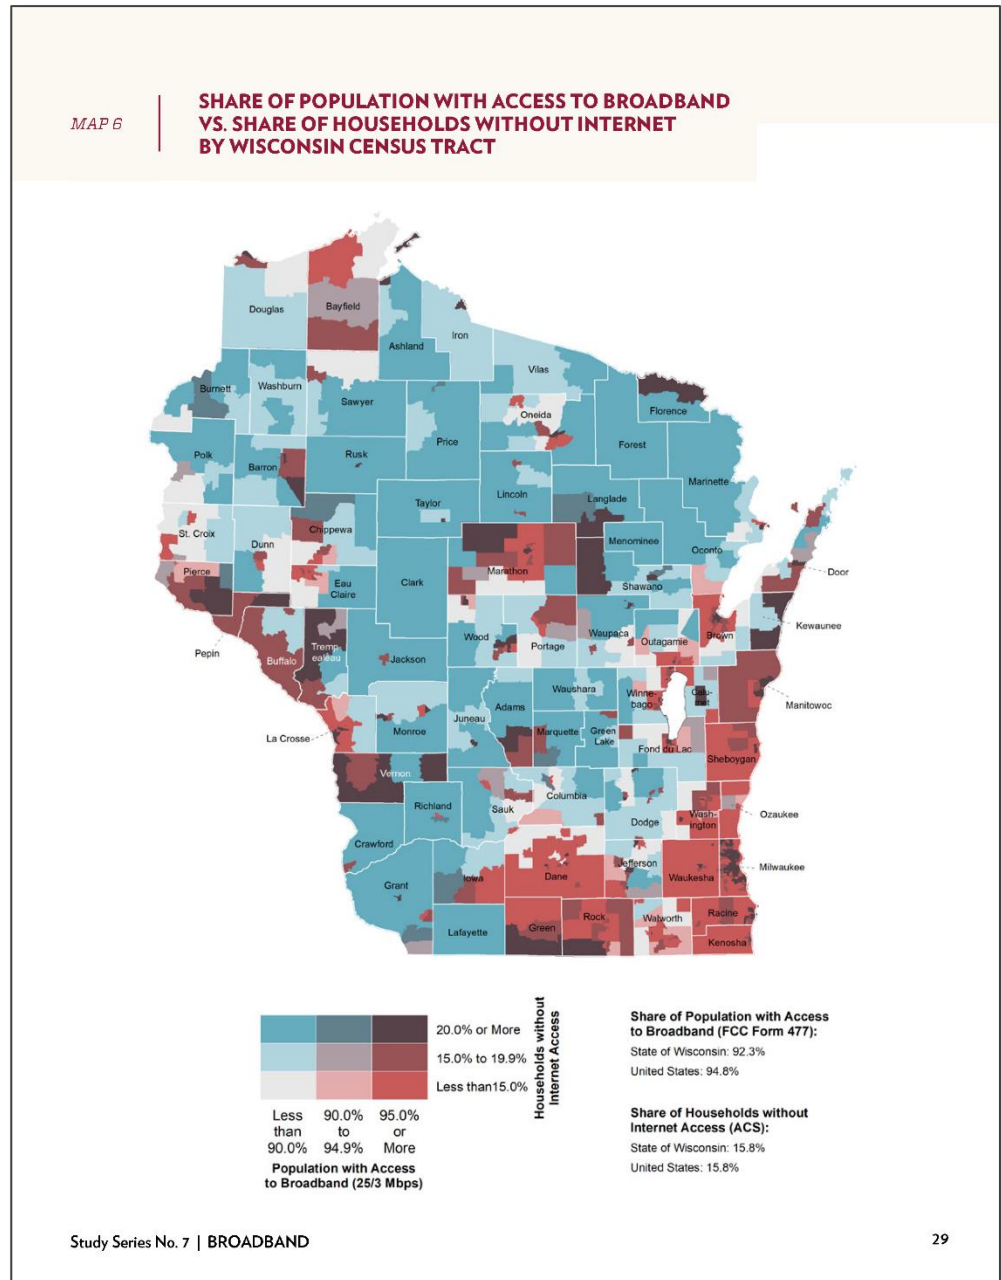 MAP 6
SHARE OF POPULATION WITH ACCESS TO BROADBAND
VS. SHARE OF HOUSEHOLDS WITHOUT INTERNET
BY WISCONSIN CENSUS TRACT
Douglas
Bayfield
Ashland
Iron
Vilas
Burnett
Washburn
Sawyer
Price
Oneida
Florence
Forest
Polk
Barron
Rusk
Taylor
Lincoln
Langlade
Marinette
St. Croix
Dunn
Chippewa
Menominee
Oconto
Pierce
Eau
Claire
Clark
Marathon
Shawano
Door
Pepin
Buffalo
Tremp-
ealeau
Jackson
Wood
Portage
Waupaca
Outagamie
Brown
Kewaunee
La Crosse
Monroe
Juneau
Adams
Waushara
Winne-
bago
Calu-
met
Manitowoc
Marquette
Green
Lake
Fond du Lac
Sheboygan
Vernon
Richland
Sauk
Columbia
Dodge
Wash-
ington
Ozaukee
Crawford
Grant
Iowa
Dane
Jefferson
Waukesha
Milwaukee
Lafayette
Green
Rock
Walworth
Racine
Kenosha
20.0% or More
15.0% to 19.9%
Less than15.0%
Households without
Internet Access
Less
than
90.0%
90.0%
to
94.9%
95.0%
or
More
Population with Access
to Broadband (25/3 Mbps)
Share of Population with Access
to Broadband (FCC Form 477):
State of Wisconsin: 92.3%
United States: 94.8%
Share of Households without
Internet Access (ACS):
State of Wisconsin: 15.8%
United States: 15.8%
Study Series No. 7 | BROADBAND
29